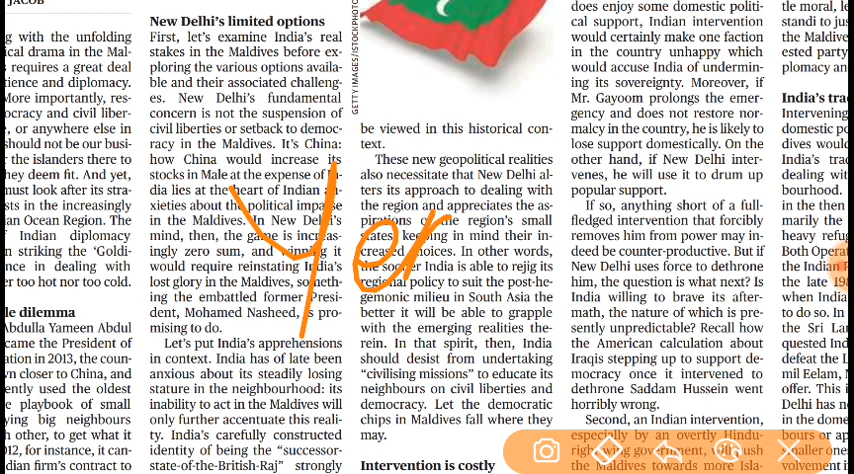 JACOB
g with the unfolding
ical drama in the Mal-
requires a great deal
tience and diplomacy.
More importantly, res-
ocracy and civil liber-
, or anywhere else in
should not be our busi-
r the islanders there to
hey deem fit. And yet,
must look after its stra-
sts in the increasingly
an Ocean Region. The
Indian diplomacy
n striking the ‘Goldi-
nce in dealing with
er too hot nor too cold.
le dilemma
Abdulla Yameen Abdul
came the President of
ation in 2013, the coun-
vn closer to China, and
ently used the oldest
e playbook of small
ying big neighbours
h other, to get what it
012, for instance, it can-
dian firm’s contract to
New Delhi’s limited options
First, let’s examine India’s real
stakes in the Maldives before ex-
ploring the various options availa-
ble and their associated challeng-
es. New Delhi’s fundamental
concern is not the suspension of
civil liberties or setback to democ-
racy in the Maldives. It’s China:
how China would increase its
stocks in Male at the expense of In-
dia lies at the heart of Indian an-
xieties about the political impasse
in the Maldives. In New Delhi’s
mind, then, the game is increas-
ingly zero sum, and winning it
would require reinstating India’s
lost glory in the Maldives, someth-
ing the embattled former Presi-
dent, Mohamed Nasheed, is pro-
mising to do.
Let’s put India’s apprehensions
in context. India has of late been
anxious about its steadily losing
stature in the neighbourhood: its
inability to act in the Maldives will
only further accentuate this reali-
ty. India’s carefully constructed
identity of being the “successor-
state-of-the-British-Raj” strongly
GETTY IMAGES/ISTOCKPHOTO
be viewed in this historical con-
text.
These new geopolitical realities
also necessitate that New Delhi al-
ters its approach to dealing with
the region and appreciates the as-
pirations of the region’s small
states, keeping in mind their in-
creased choices. In other words,
the sooner India is able to rejig its
regional policy to suit the post-he-
gemonic milieu in South Asia the
better it will be able to grapple
with the emerging realities the-
rein. In that spirit, then, India
should desist from undertaking
“civilising missions” to educate its
neighbours on civil liberties and
democracy. Let the democratic
chips in Maldives fall where they
may.
Intervention is costly
does enjoy some domestic politi-
cal support, Indian intervention
would certainly make one faction
in the country unhappy which
would accuse India of undermin-
ing its sovereignty. Moreover, if
Mr. Gayoom prolongs the emer-
gency and does not restore nor-
malcy in the country, he is likely to
lose support domestically. On the
other hand, if New Delhi inter-
venes, he will use it to drum up
popular support.
If so, anything short of a full-
fledged intervention that forcibly
removes him from power may in-
deed be counter-productive. But if
New Delhi uses force to dethrone
him, the question is what next? Is
India willing to brave its after-
math, the nature of which is pre-
sently unpredictable? Recall how
the American calculation about
Iraqis stepping up to support de-
mocracy once it intervened to
dethrone Saddam Hussein went
horribly wrong.
Second, an Indian intervention,
especially by an overtly Hindu-
right-wing government, will push
the Maldives towards more Isla-
tle moral, le
standi to jus
the Maldive
ested party
plomacy an
India’s tra
Intervening
domestic po
dives would
India’s trad
dealing wit
bourhood.
in the then
marily the
heavy refug
Both Operat
the Indian
the late 198
when India
to do so. In
the Sri Lan
quested Ind
defeat the L
mil Eelam, N
offer. This i
Delhi has n
in the dome
bours or ap
smaller ones
volvement i